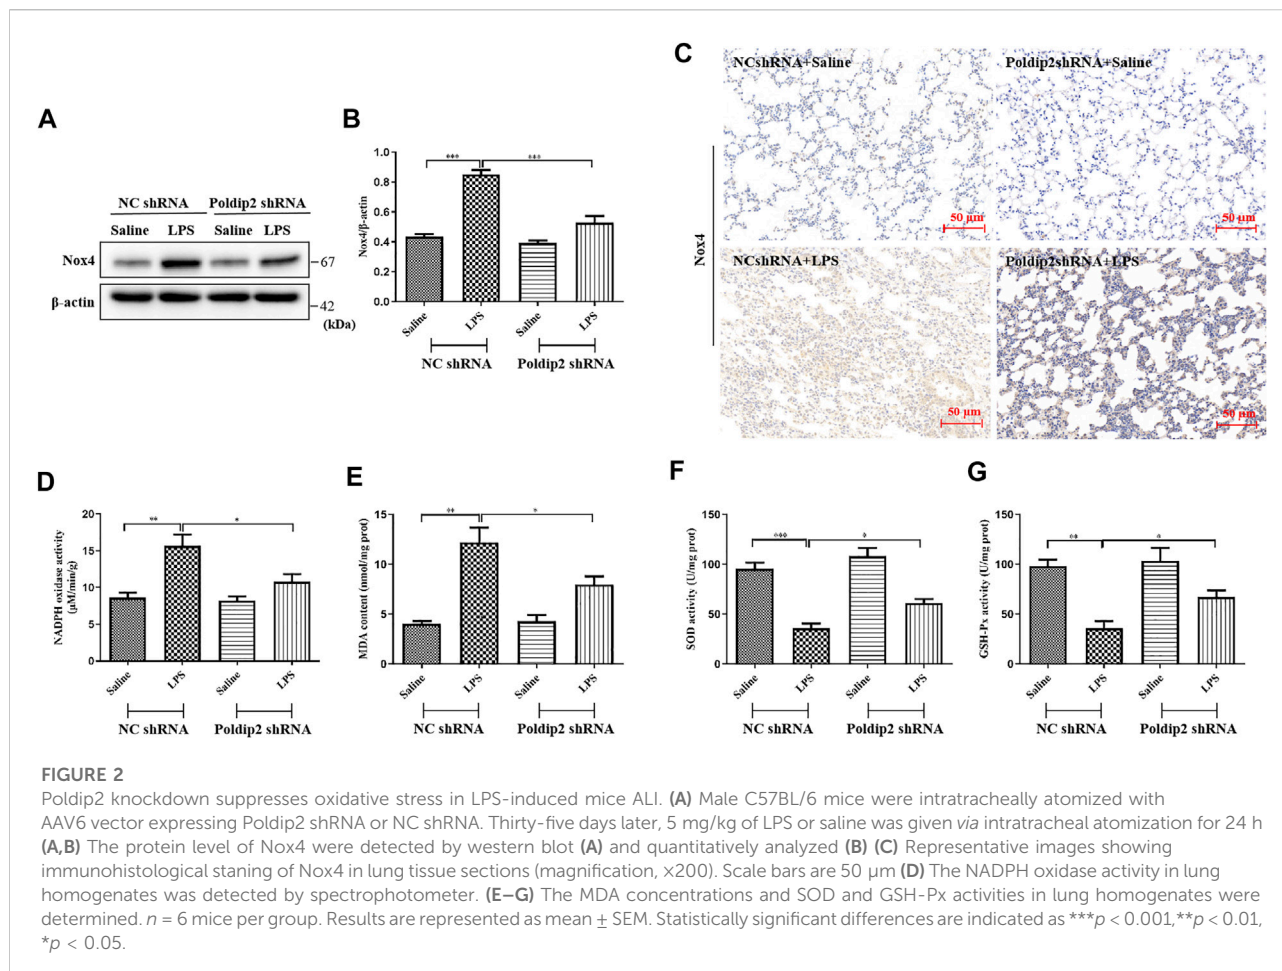 A
NC shRNA Poldip2 shRNA
Saline LPS Saline LPS
Nox4
67
β-actin
42
(kDa)
B
Nox4/β-actin
1.0
0.8
0.6
0.4
0.2
0.0
***
***
Saline
LPS
Saline
LPS
NC shRNA
Poldip2 shRNA
C
Nox4
NCshRNA+Saline
50 μm
Poldip2shRNA+Saline
50 μm
NCshRNA+LPS
50 μm
Poldip2shRNA+LPS
50 μm
D
NADPH oxidase activity
(μM/min/g)
20
15
10
5
0
**
*
Saline
LPS
Saline
LPS
NC shRNA
Poldip2 shRNA
E
MDA content (nmol/mg prot)
15
10
5
0
**
*
Saline
LPS
Saline
LPS
NC shRNA
Poldip2 shRNA
F
SOD activity (U/mg prot)
150
100
50
0
***
*
Saline
LPS
Saline
LPS
NC shRNA
Poldip2 shRNA
G
GSH-Px activity (U/mg prot)
150
100
50
0
**
*
Saline
LPS
Saline
LPS
NC shRNA
Poldip2 shRNA
FIGURE 2
Poldip2 knockdown suppresses oxidative stress in LPS-induced mice ALI. (A) Male C57BL/6 mice were intratracheally atomized with
AAV6 vector expressing Poldip2 shRNA or NC shRNA. Thirty-five days later, 5 mg/kg of LPS or saline was given via intratracheal atomization for 24 h
(A,B) The protein level of Nox4 were detected by western blot (A) and quantitatively analyzed (B) (C) Representative images showing
immunohistological staning of Nox4 in lung tissue sections (magnification, ×200). Scale bars are 50 μm (D) The NADPH oxidase activity in lung
homogenates was detected by spectrophotometer. (E–G) The MDA concentrations and SOD and GSH-Px activities in lung homogenates were
determined. n = 6 mice per group. Results are represented as mean ± SEM. Statistically significant differences are indicated as ***p < 0.001,**p < 0.01,
*p < 0.05.